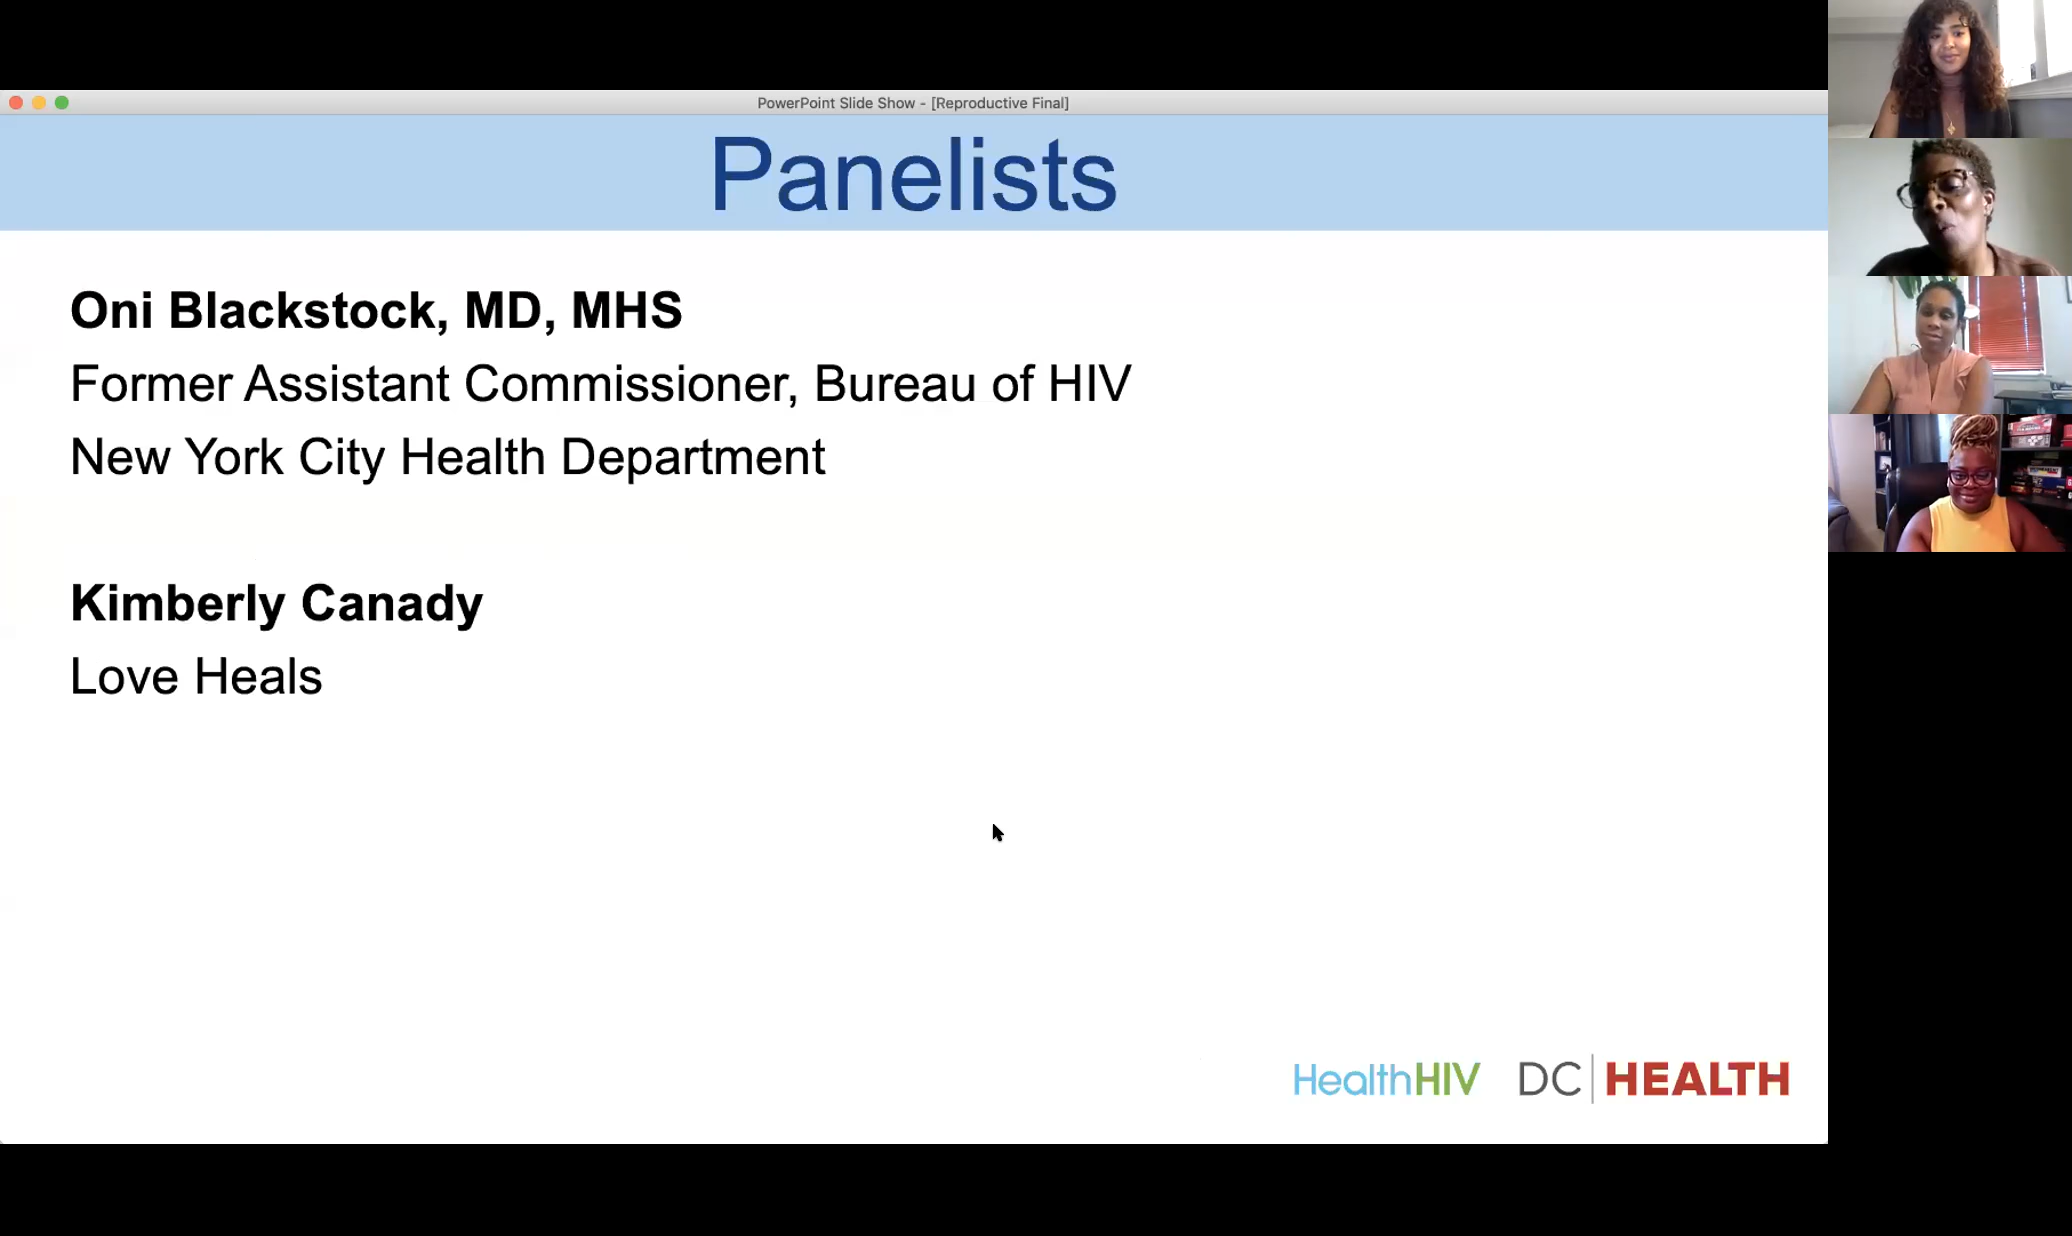 PowerPoint Slide Show - [Reproductive Final]
Panelists
Oni Blackstock, MD, MHS
Former Assistant Commissioner, Bureau of HIV
New York City Health Department
Kimberly Canady
Love Heals
HealthHIV
DC | HEALTH